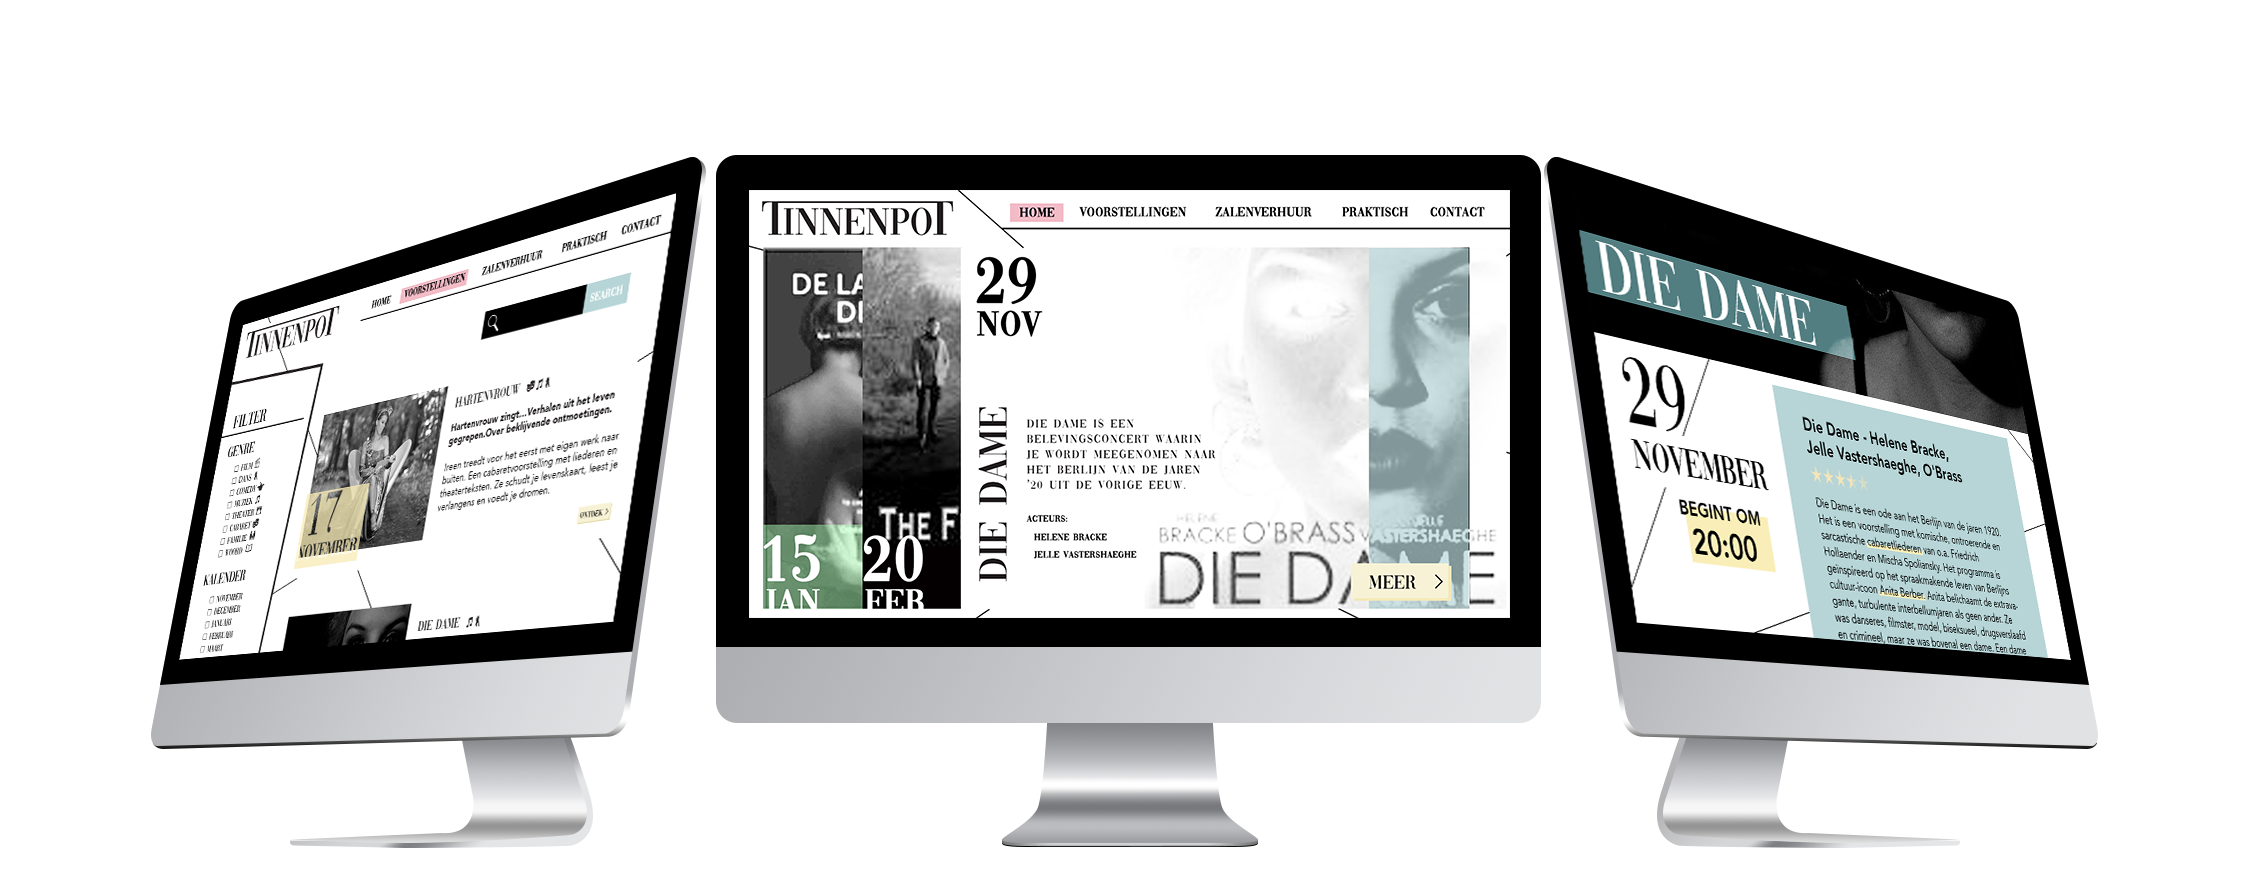 TINNENPOT
HOME VOORSTELLINGEN ZALENVERHUUR PRAKTISCH CONTACT
SEARCH
FILTER
GENRE
FILM
DANS
COMEDY
MUZIEK
THEATER
CABARET
FAMILIE
WOORD
KALENDER
NOVEMBER
DECEMBER
JANUARI
FEBRUARI
MAART
17
NOVEMBER
HARTENVROUW
Hartenvrouw zingt...Verhalen uit het leven
gegrepen.Over beklijvende ontmoetingen.
Ireen treedt voor het eerst met eigen werk naar
buiten. Een cabaretvoorstelling met liederen en
theaterteksten. Ze schudt je levenskaart, leest je
verlangens en voedt je dromen.
ONTDEK >
DIE DAME
TINNENPOT
HOME VOORSTELLINGEN ZALENVERHUUR PRAKTISCH CONTACT
DE LA
DE
15
JAN
THE F
20
FEB
29
NOV
DIE DAME
DIE DAME IS EEN
BELEVINGSCONCERT WAARIN
JE WORDT MEEGENOMEN NAAR
HET BERLIJN VAN DE JAREN
'20 UIT DE VORIGE EEUW.
ACTEURS:
HELENE BRACKE
JELLE VASTERSHAEGHE
HELENE JELLE
BRACKE O'BRASS VASTERSHAEGHE
DIE DAME
MEER >
DIE DAME
29
NOVEMBER
BEGINT OM
20:00
Die Dame - Helene Bracke,
Jelle Vastershaeghe, O'Brass
Die Dame is een ode aan het Berlijn van de jaren 1920.
Het is een voorstelling met komische, ontroerende en
sarcastische cabaretliederen van o.a. Friedrich
Hollaender en Mischa Spoliansky. Het programma is
geïnspireerd op het spraakmakende leven van Berlijns
cultuur-icoon Anita Berber. Anita belichaamt de extrava-
gante, turbulente interbellumjaren als geen ander. Ze
was danseres, filmster, model, biseksueel, drugsverslaafd
en crimineel, maar ze was bovenal een dame. Een dame